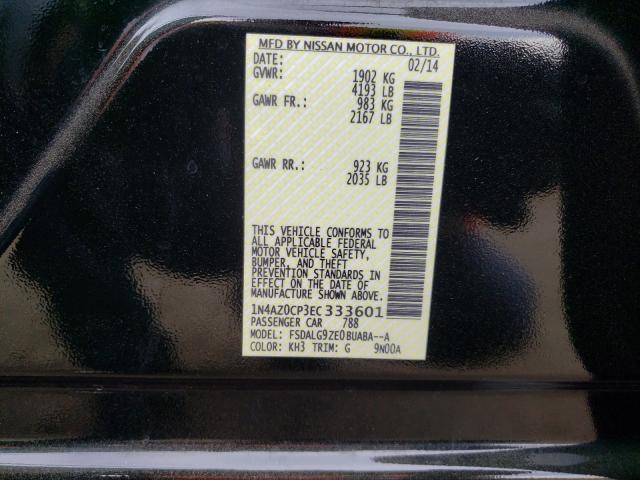 MFD BY NISSAN MOTOR CO., LTD.
DATE: 02/14
GVWR: 1902 KG
4193 LB
GAWR FR.: 983 KG
2167 LB
GAWR RR.: 923 KG
2035 LB
THIS VEHICLE CONFORMS TO
ALL APPLICABLE FEDERAL
MOTOR VEHICLE SAFETY,
BUMPER, AND THEFT
PREVENTION STANDARDS IN
EFFECT ON THE DATE OF
MANUFACTURE SHOWN ABOVE.
1N4AZ0CP3EC333601
PASSENGER CAR 788
MODEL: FSDALG9ZE0BUABA--A
COLOR: KH3 TRIM: G 9N00A